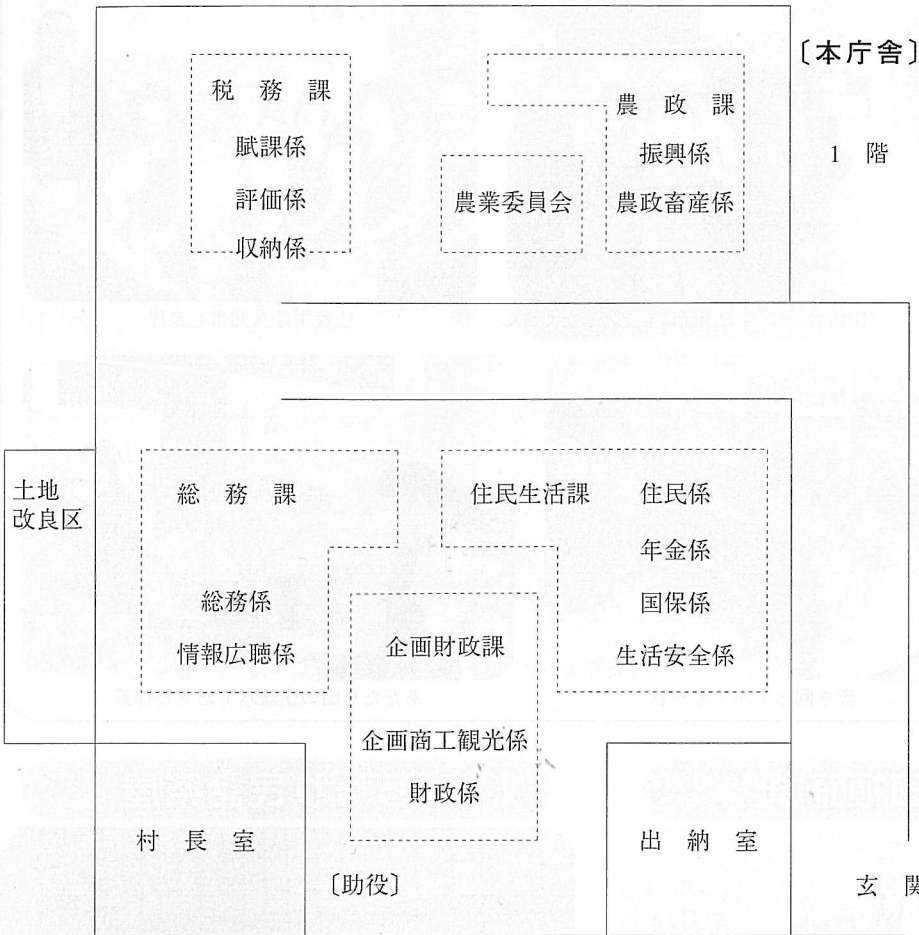 〔本庁舎〕
1 階
税 務 課
賦課係
評価係
収納係
農 政 課
振興係
農政畜産係
農業委員会
土地
改良区
総 務 課
総務係
情報広聴係
住民生活課 住民係
年金係
国保係
生活安全係
企画財政課
企画商工観光係
財政係
村 長 室
〔助役〕
出 納 室
玄 関